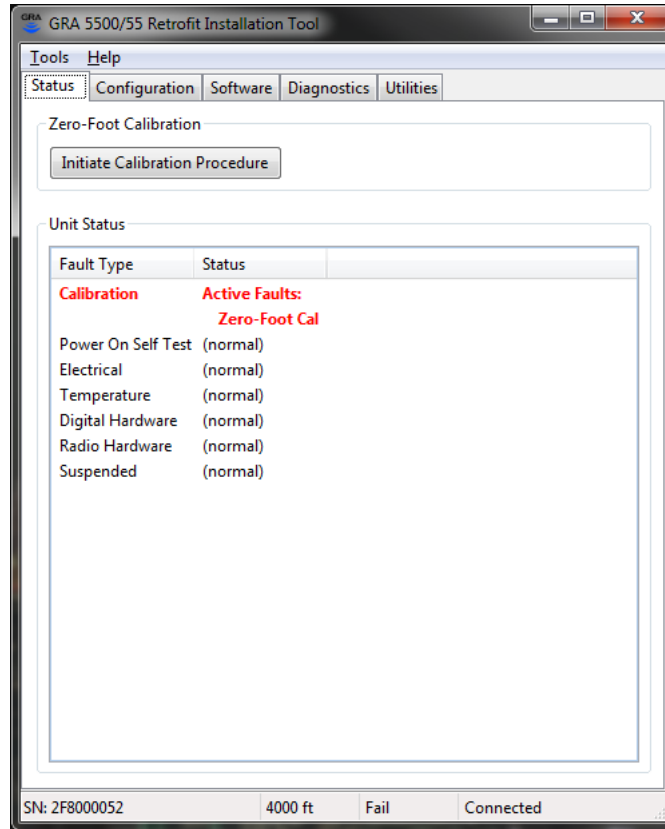 GRA
GRA 5500/55 Retrofit Installation Tool
Tools Help
Status Configuration Software Diagnostics Utilities
Zero-Foot Calibration
Initiate Calibration Procedure
Unit Status
Fault Type Status
Calibration Active Faults:
Zero-Foot Cal
Power On Self Test (normal)
Electrical (normal)
Temperature (normal)
Digital Hardware (normal)
Radio Hardware (normal)
Suspended (normal)
SN: 2F8000052 4000 ft Fail Connected